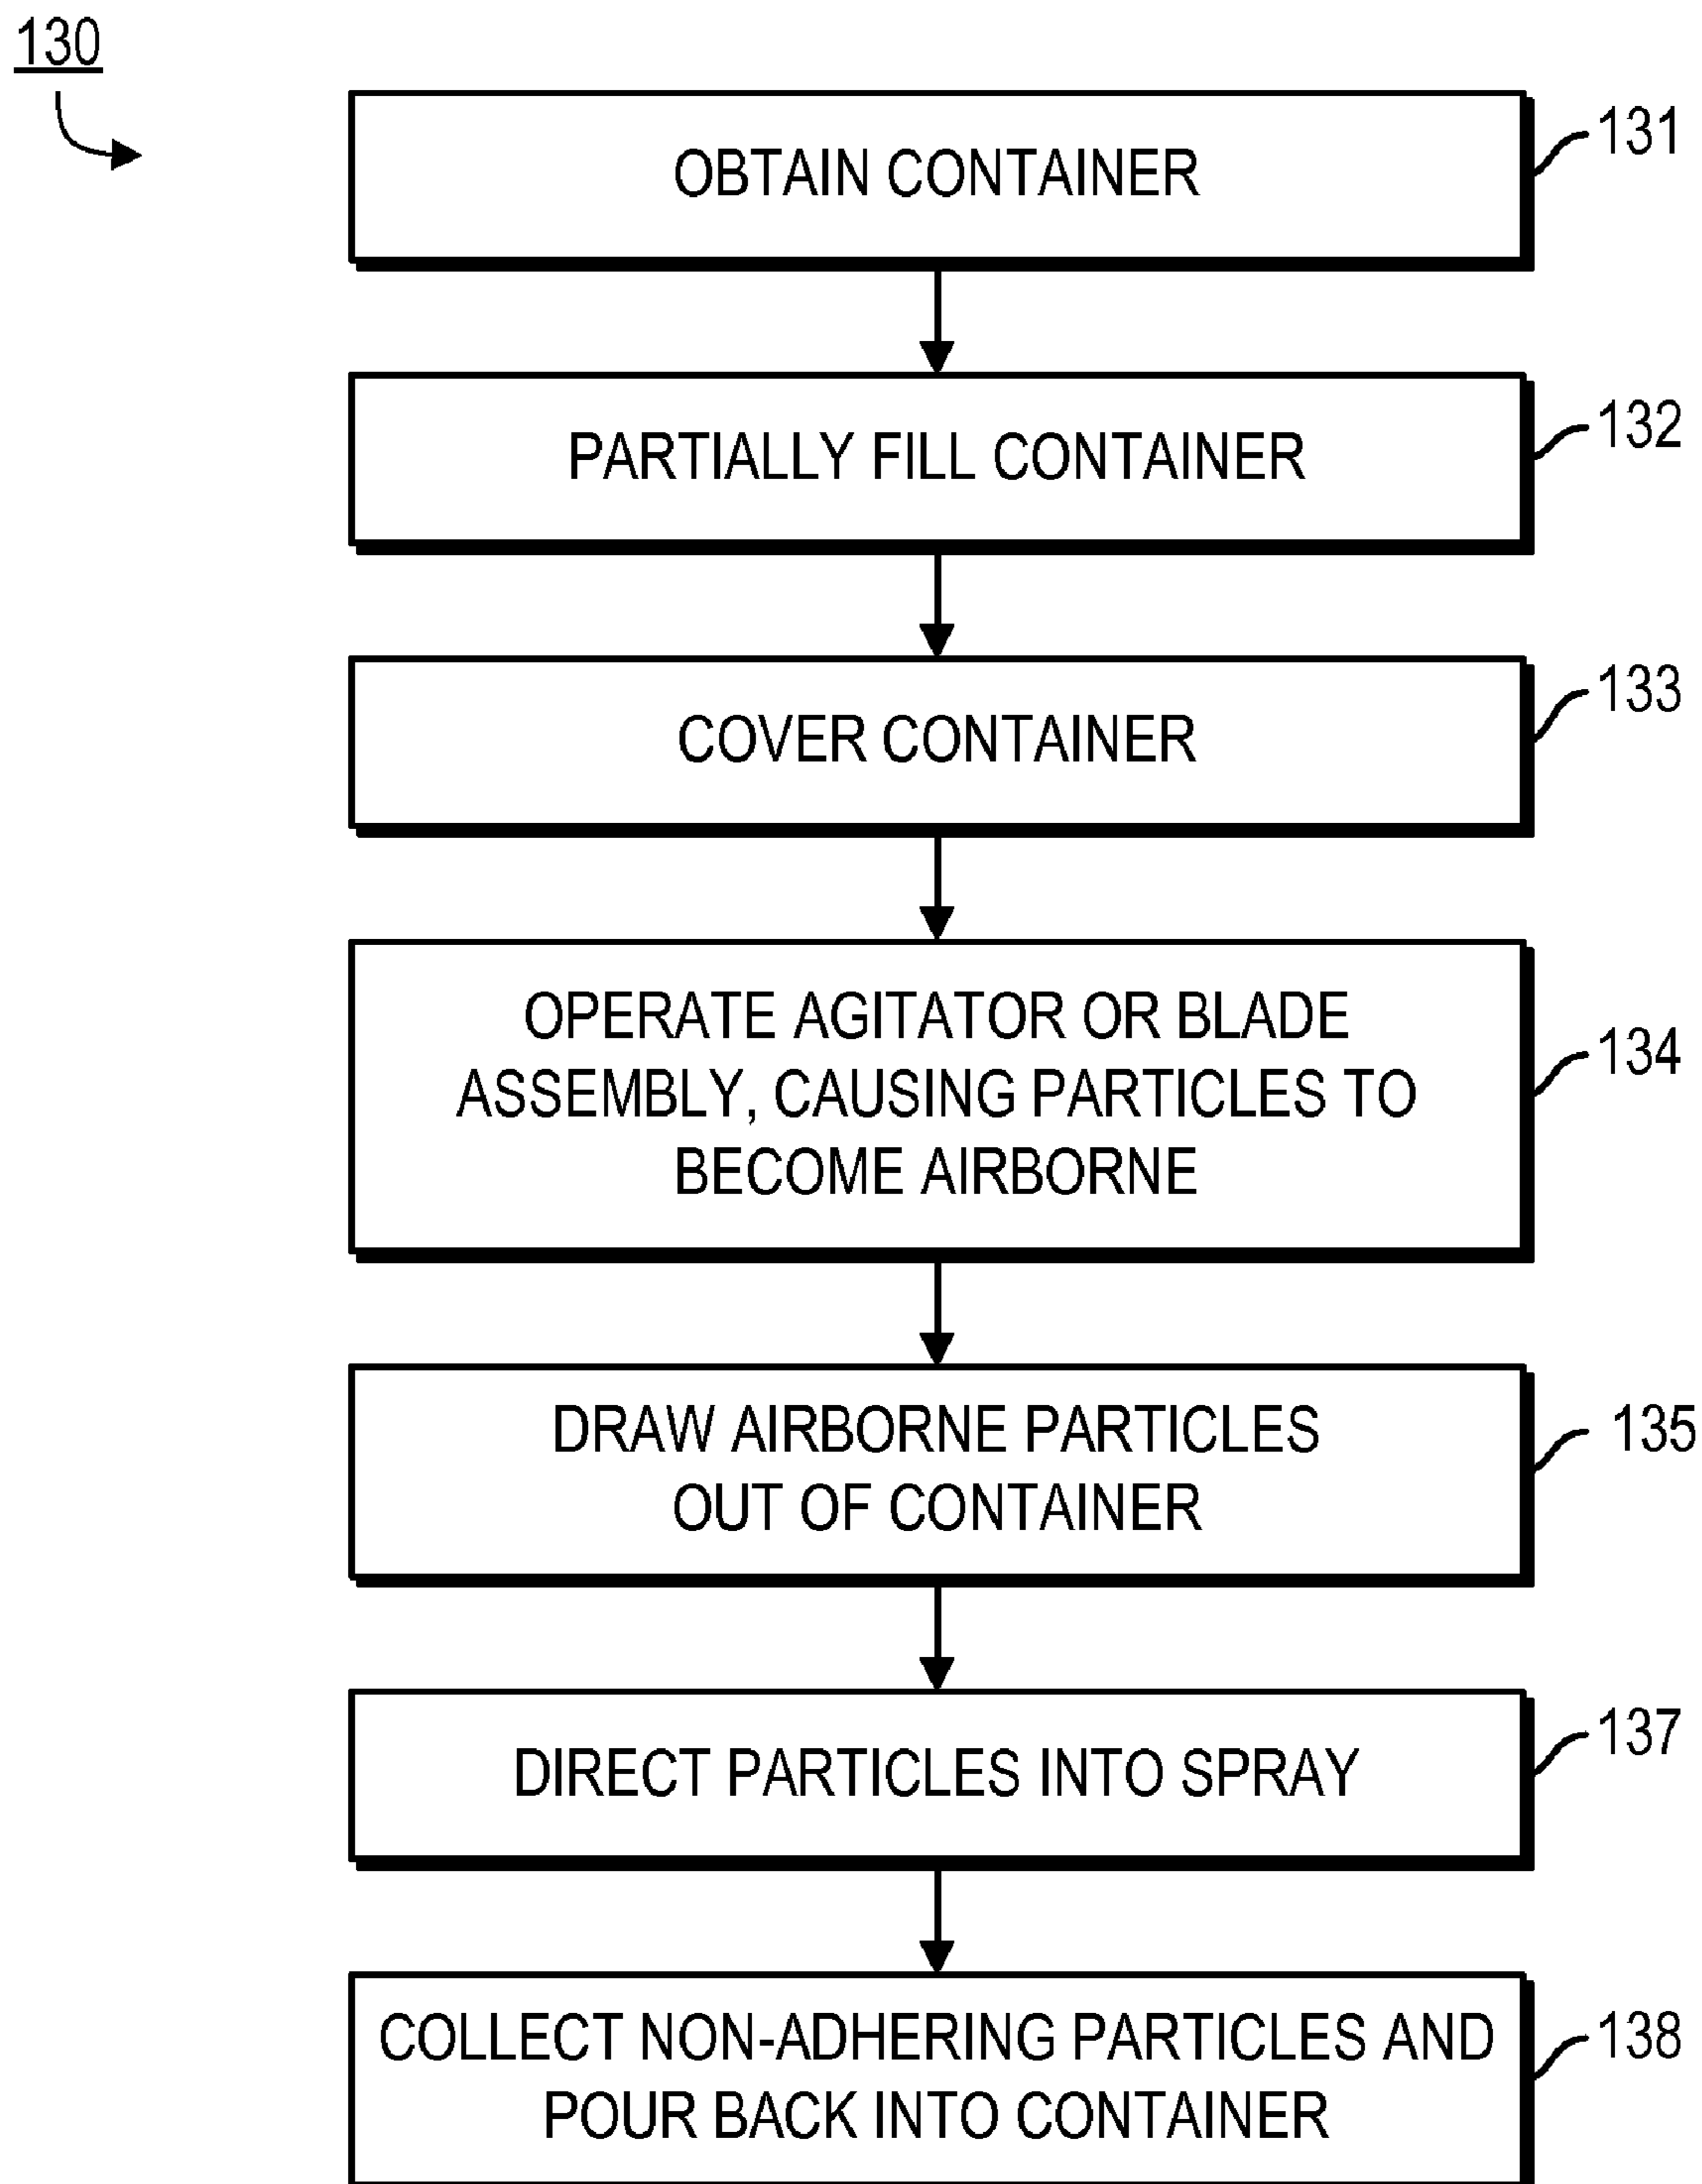 130
OBTAIN CONTAINER
131
PARTIALLY FILL CONTAINER
132
COVER CONTAINER
133
OPERATE AGITATOR OR BLADE
ASSEMBLY, CAUSING PARTICLES TO
BECOME AIRBORNE
134
DRAW AIRBORNE PARTICLES
OUT OF CONTAINER
135
DIRECT PARTICLES INTO SPRAY
137
COLLECT NON-ADHERING PARTICLES AND
POUR BACK INTO CONTAINER
138